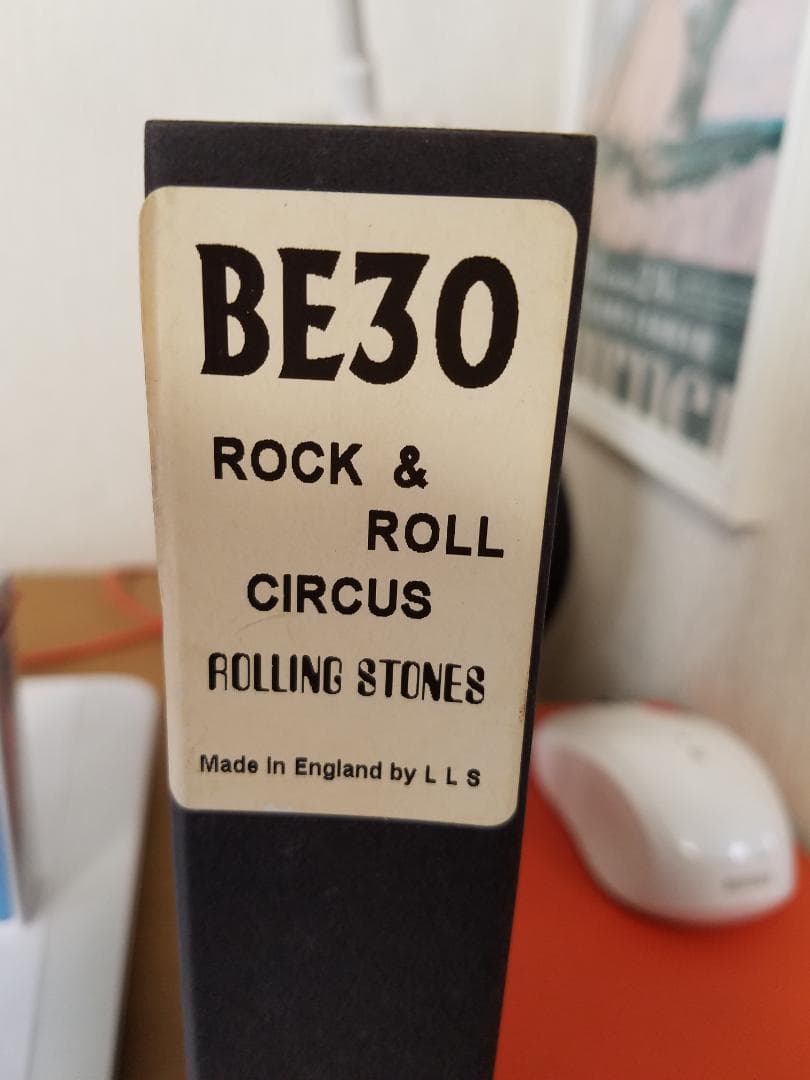 BE30
ROCK &
ROLL
CIRCUS
ROLLING STONES
Made In England by L L S